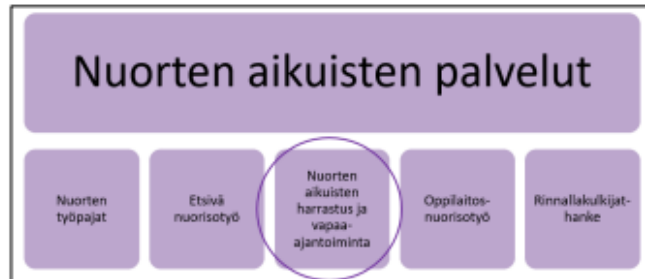 Nuorten aikuisten palvelut
Nuorten
työpajat
Etsivä
nuorisotyö
Nuorten
aikuisten
harrastus ja
vapaa-
ajantoiminta
Oppilaitos-
nuorisotyö
Rinnallakulkijat-
hanke